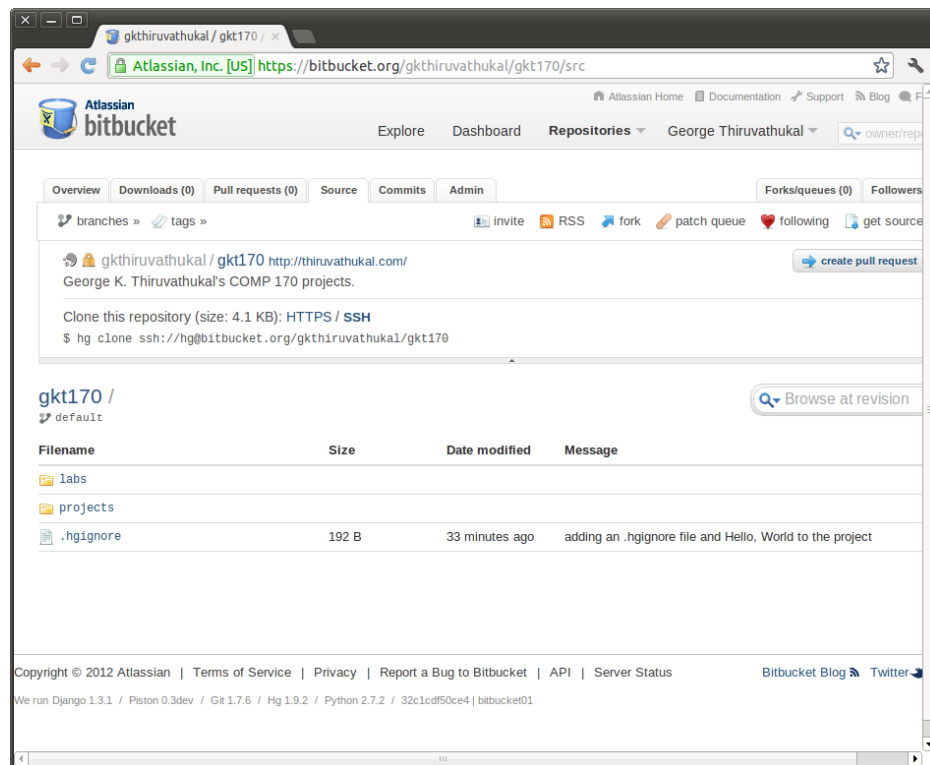 gkthiruvathukal / gkt170 / ×
Atlassian, Inc. [US] https://bitbucket.org/gkthiruvathukal/gkt170/src
Atlassian Home Documentation Support Blog F
Atlassian
bitbucket
Explore Dashboard Repositories George Thiruvathukal owner/repo
Overview Downloads (0) Pull requests (0) Source Commits Admin Forks/queues (0) Followers
branches » tags » invite RSS fork patch queue following get source
gkthiruvathukal / gkt170 http://thiruvathukal.com/ create pull request
George K. Thiruvathukal's COMP 170 projects.
Clone this repository (size: 4.1 KB): HTTPS / SSH
$ hg clone ssh://hg@bitbucket.org/gkthiruvathukal/gkt170
gkt170 / Browse at revision
default
Filename Size Date modified Message
labs
projects
.hgignore 192 B 33 minutes ago adding an .hgignore file and Hello, World to the project
Copyright © 2012 Atlassian | Terms of Service | Privacy | Report a Bug to Bitbucket | API | Server Status Bitbucket Blog Twitter
We run Django 1.3.1 / Piston 0.3dev / Git 1.7.6 / Hg 1.9.2 / Python 2.7.2 / 32c1cdf50ce4 | bitbucket01